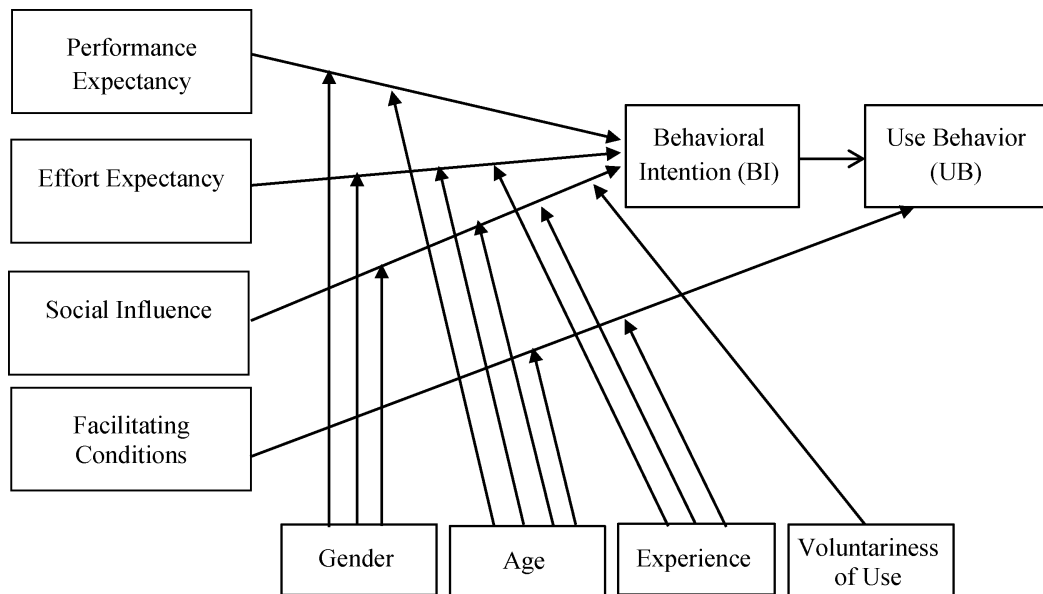 Performance
Expectancy
Effort Expectancy
Social Influence
Facilitating
Conditions
Behavioral
Intention (BI)
Use Behavior
(UB)
Gender
Age
Experience
Voluntariness
of Use